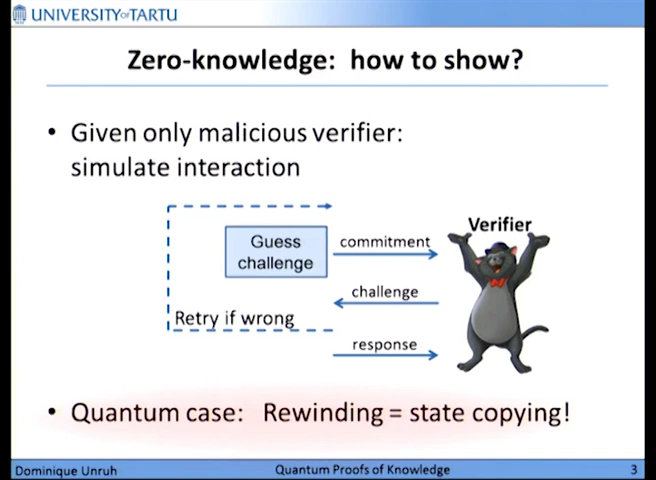 UNIVERSITY OF TARTU
Zero-knowledge: how to show?
• Given only malicious verifier:
simulate interaction
Verifier
Guess
challenge
commitment
challenge
Retry if wrong
response
• Quantum case: Rewinding = state copying!
Dominique Unruh
Quantum Proofs of Knowledge
3